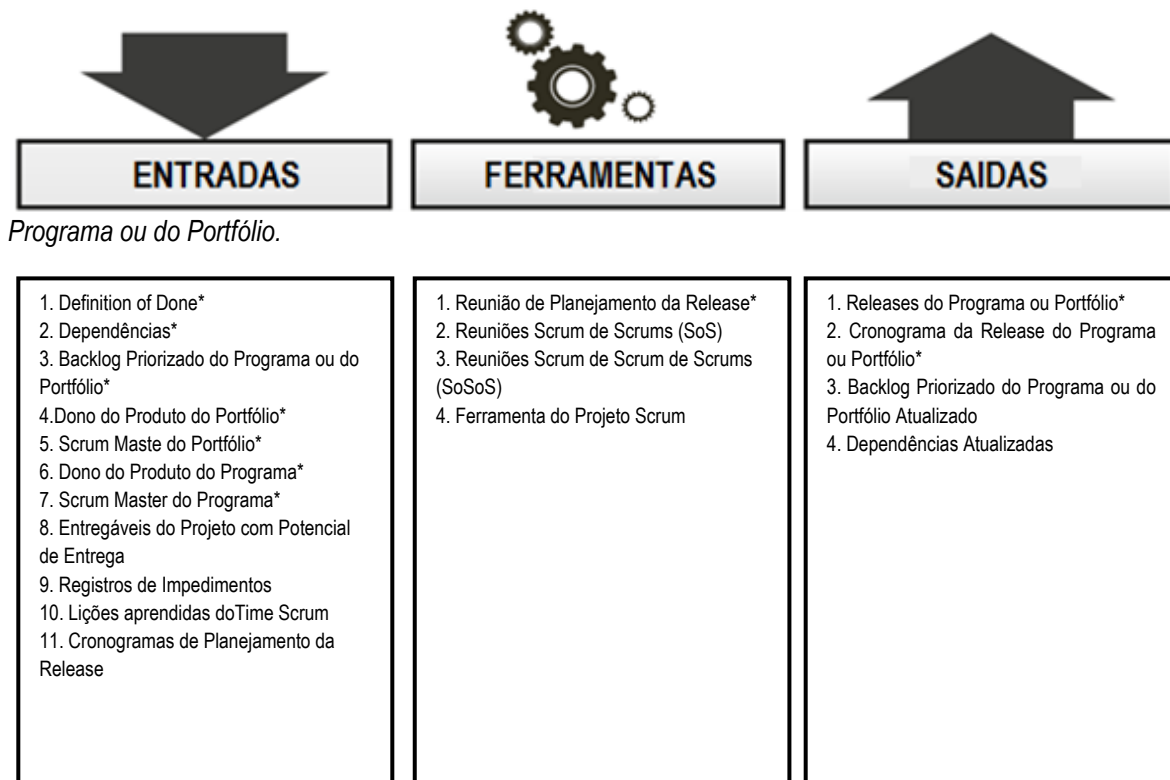 ENTRADAS
FERRAMENTAS
SAIDAS
Programa ou do Portfólio.
1. Definition of Done*
2. Dependências*
3. Backlog Priorizado do Programa ou do
Portfólio*
4.Dono do Produto do Portfólio*
5. Scrum Maste do Portfólio*
6. Dono do Produto do Programa*
7. Scrum Master do Programa*
8. Entregáveis do Projeto com Potencial
de Entrega
9. Registros de Impedimentos
10. Lições aprendidas doTime Scrum
11. Cronogramas de Planejamento da
Release
1. Reunião de Planejamento da Release*
2. Reuniões Scrum de Scrums (SoS)
3. Reuniões Scrum de Scrum de Scrums
(SoSoS)
4. Ferramenta do Projeto Scrum
1. Releases do Programa ou Portfólio*
2. Cronograma da Release do Programa
ou Portfólio*
3. Backlog Priorizado do Programa ou do
Portfólio Atualizado
4. Dependências Atualizadas